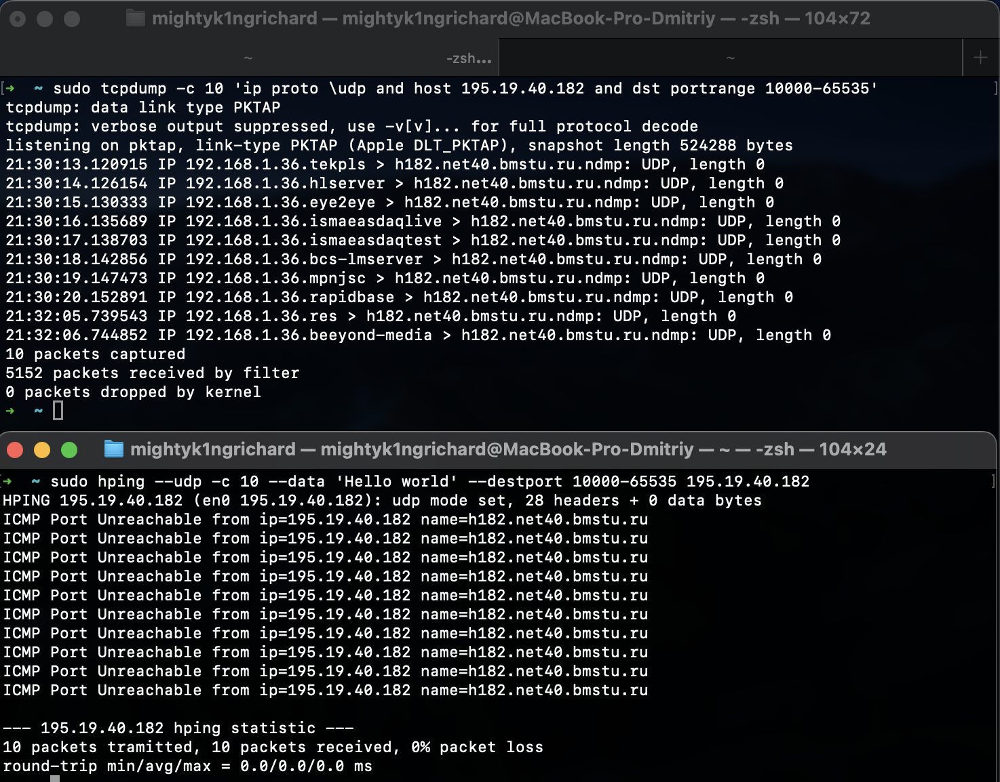 mightyk1ngrichard — mightyk1ngrichard@MacBook-Pro-Dmitriy — -zsh — 104×72
~ -zsh... ~ +
[➜ ~ sudo tcpdump -c 10 'ip proto \udp and host 195.19.40.182 and dst portrange 10000-65535' ]
tcpdump: data link type PKTAP
tcpdump: verbose output suppressed, use -v[v]... for full protocol decode
listening on pktap, link-type PKTAP (Apple DLT_PKTAP), snapshot length 524288 bytes
21:30:13.120915 IP 192.168.1.36.tekpls > h182.net40.bmstu.ru.ndmp: UDP, length 0
21:30:14.126154 IP 192.168.1.36.hlserver > h182.net40.bmstu.ru.ndmp: UDP, length 0
21:30:15.130333 IP 192.168.1.36.eye2eye > h182.net40.bmstu.ru.ndmp: UDP, length 0
21:30:16.135689 IP 192.168.1.36.ismaeasdaqlive > h182.net40.bmstu.ru.ndmp: UDP, length 0
21:30:17.138703 IP 192.168.1.36.ismaeasdaqtest > h182.net40.bmstu.ru.ndmp: UDP, length 0
21:30:18.142856 IP 192.168.1.36.bcs-lmserver > h182.net40.bmstu.ru.ndmp: UDP, length 0
21:30:19.147473 IP 192.168.1.36.mpnjsc > h182.net40.bmstu.ru.ndmp: UDP, length 0
21:30:20.152891 IP 192.168.1.36.rapidbase > h182.net40.bmstu.ru.ndmp: UDP, length 0
21:32:05.739543 IP 192.168.1.36.res > h182.net40.bmstu.ru.ndmp: UDP, length 0
21:32:06.744852 IP 192.168.1.36.beeyond-media > h182.net40.bmstu.ru.ndmp: UDP, length 0
10 packets captured
5152 packets received by filter
0 packets dropped by kernel
➜ ~
mightyk1ngrichard — mightyk1ngrichard@MacBook-Pro-Dmitriy — ~ — -zsh — 104×24
[➜ ~ sudo hping --udp -c 10 --data 'Hello world' --destport 10000-65535 195.19.40.182 ]
HPING 195.19.40.182 (en0 195.19.40.182): udp mode set, 28 headers + 0 data bytes
ICMP Port Unreachable from ip=195.19.40.182 name=h182.net40.bmstu.ru
ICMP Port Unreachable from ip=195.19.40.182 name=h182.net40.bmstu.ru
ICMP Port Unreachable from ip=195.19.40.182 name=h182.net40.bmstu.ru
ICMP Port Unreachable from ip=195.19.40.182 name=h182.net40.bmstu.ru
ICMP Port Unreachable from ip=195.19.40.182 name=h182.net40.bmstu.ru
ICMP Port Unreachable from ip=195.19.40.182 name=h182.net40.bmstu.ru
ICMP Port Unreachable from ip=195.19.40.182 name=h182.net40.bmstu.ru
ICMP Port Unreachable from ip=195.19.40.182 name=h182.net40.bmstu.ru
ICMP Port Unreachable from ip=195.19.40.182 name=h182.net40.bmstu.ru
ICMP Port Unreachable from ip=195.19.40.182 name=h182.net40.bmstu.ru
--- 195.19.40.182 hping statistic ---
10 packets tramitted, 10 packets received, 0% packet loss
round-trip min/avg/max = 0.0/0.0/0.0 ms